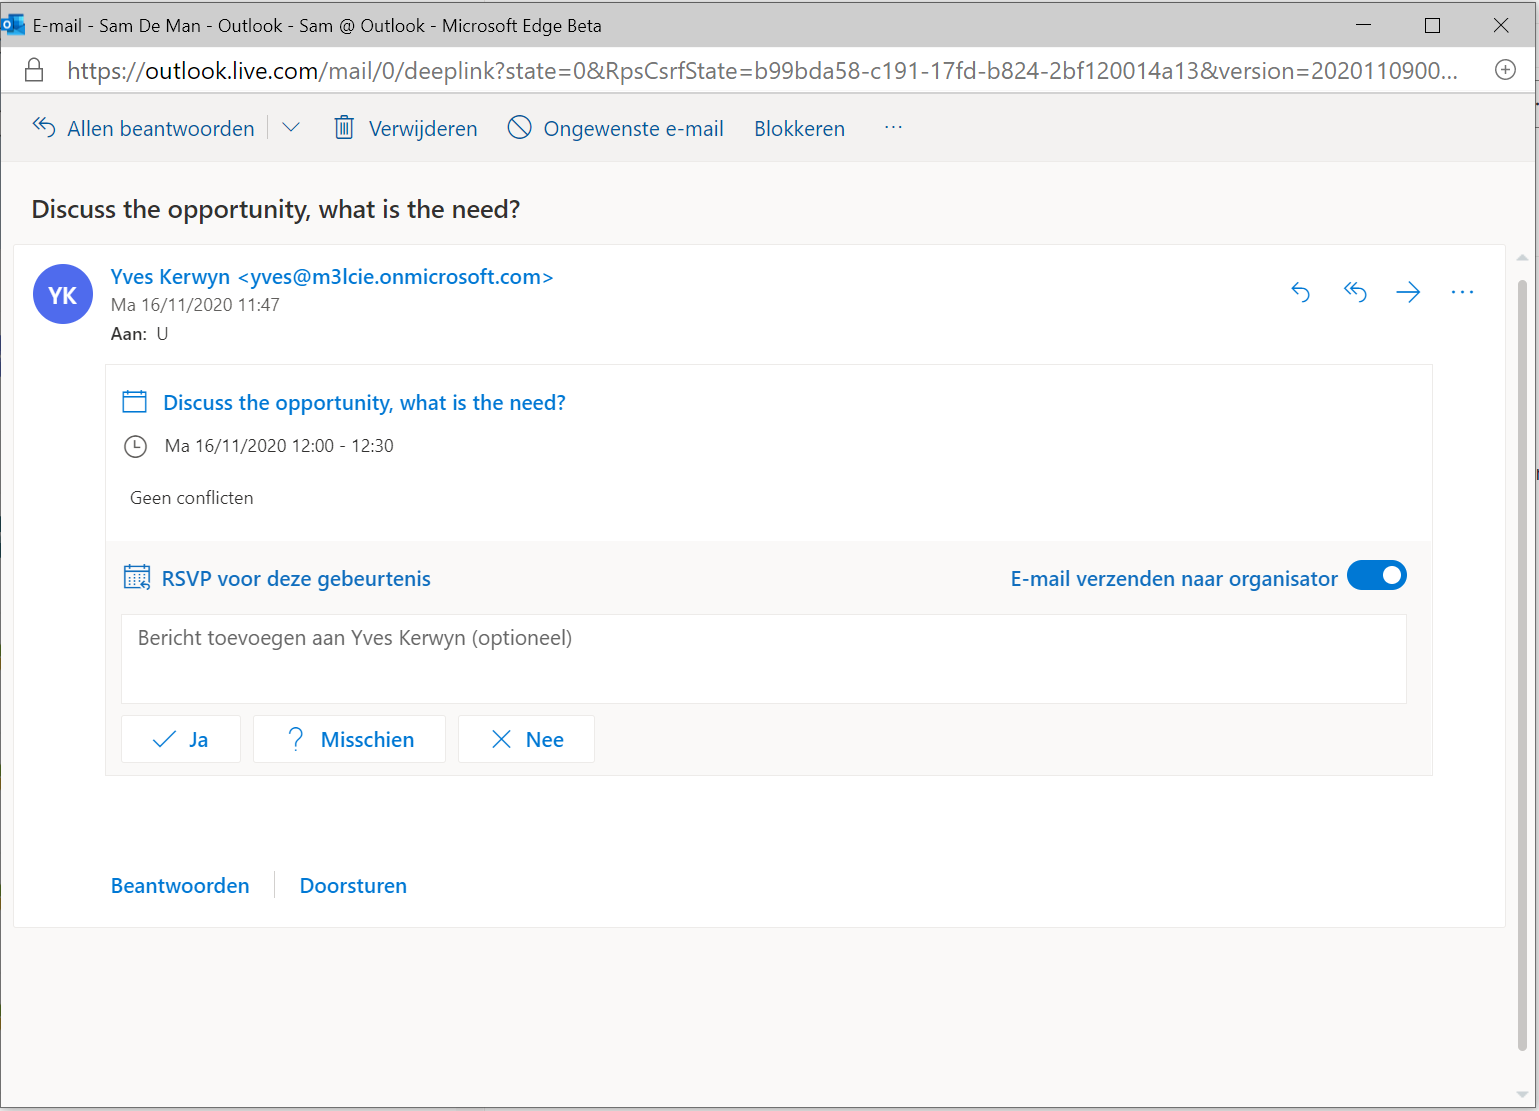 E-mail - Sam De Man - Outlook - Sam @ Outlook - Microsoft Edge Beta
https://outlook.live.com/mail/0/deeplink?state=0&RpsCsrfState=b99bda58-c191-17fd-b824-2bf120014a13&version=2020110900...
Allen beantwoorden Verwijderen Ongewenste e-mail Blokkeren ...
Discuss the opportunity, what is the need?
YK
Yves Kerwyn <yves@m3lcie.onmicrosoft.com>
Ma 16/11/2020 11:47
Aan: U
Discuss the opportunity, what is the need?
Ma 16/11/2020 12:00 - 12:30
Geen conflicten
RSVP voor deze gebeurtenis E-mail verzenden naar organisator
Bericht toevoegen aan Yves Kerwyn (optioneel)
Ja ? Misschien Nee
Beantwoorden Doorsturen